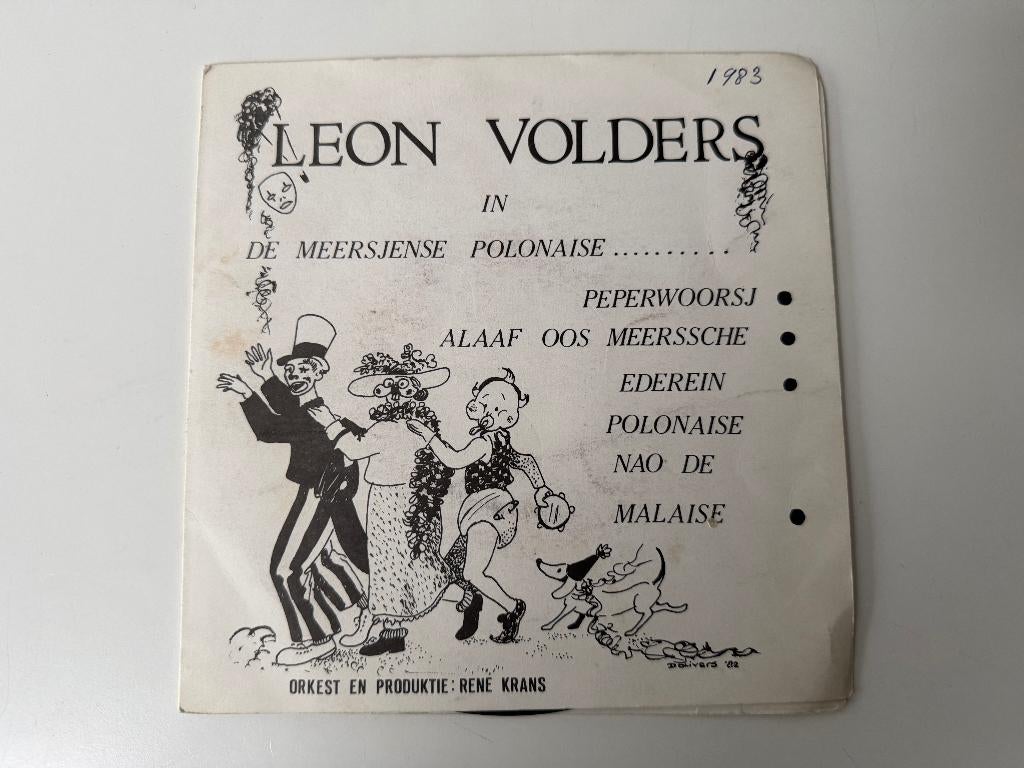 1983
LEON VOLDERS
IN
DE MEERSJENSE POLONAISE..........
PEPERWOORSJ ●
ALAAF OOS MEERSSCHE ●
EDEREIN ●
POLONAISE
NAO DE
MALAISE ●
'82
ORKEST EN PRODUKTIE: RENÉ KRANS